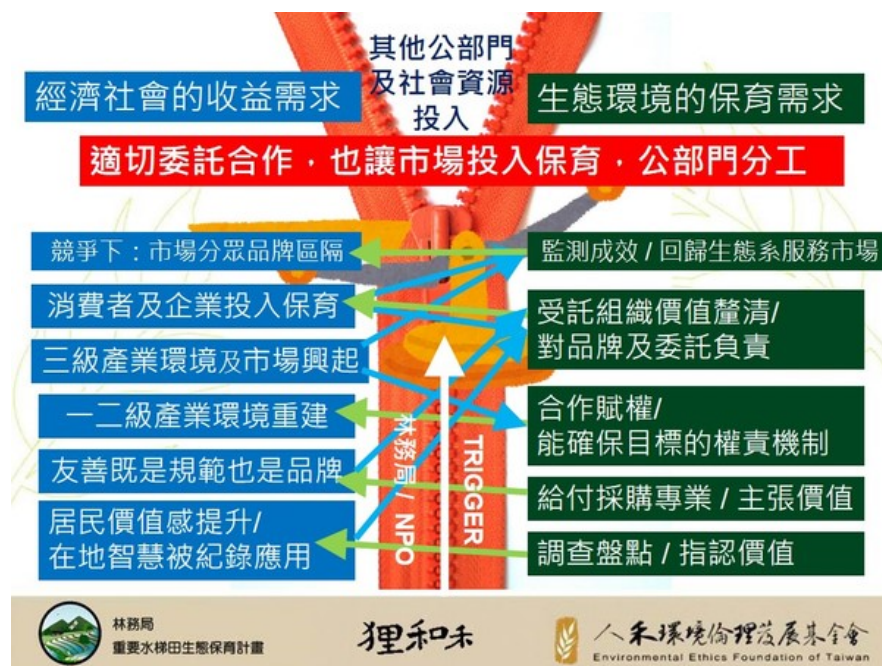 其他公部門
及社會資源
投入
經濟社會的收益需求
生態環境的保育需求
適切委託合作，也讓市場投入保育，公部門分工
競爭下：市場分眾品牌區隔
監測成效 / 回歸生態系服務市場
消費者及企業投入保育
受託組織價值釐清/
對品牌及委託負責
三級產業環境及市場興起
一二級產業環境重建
合作賦權/
能確保目標的權責機制
友善既是規範也是品牌
給付採購專業 / 主張價值
居民價值感提升/
在地智慧被紀錄應用
調查盤點 / 指認價值
林務局/ NPO
TRIGGER
林務局
重要水梯田生態保育計畫
狸和禾
人禾環境倫理發展基金會
Environmental Ethics Foundation of Taiwan